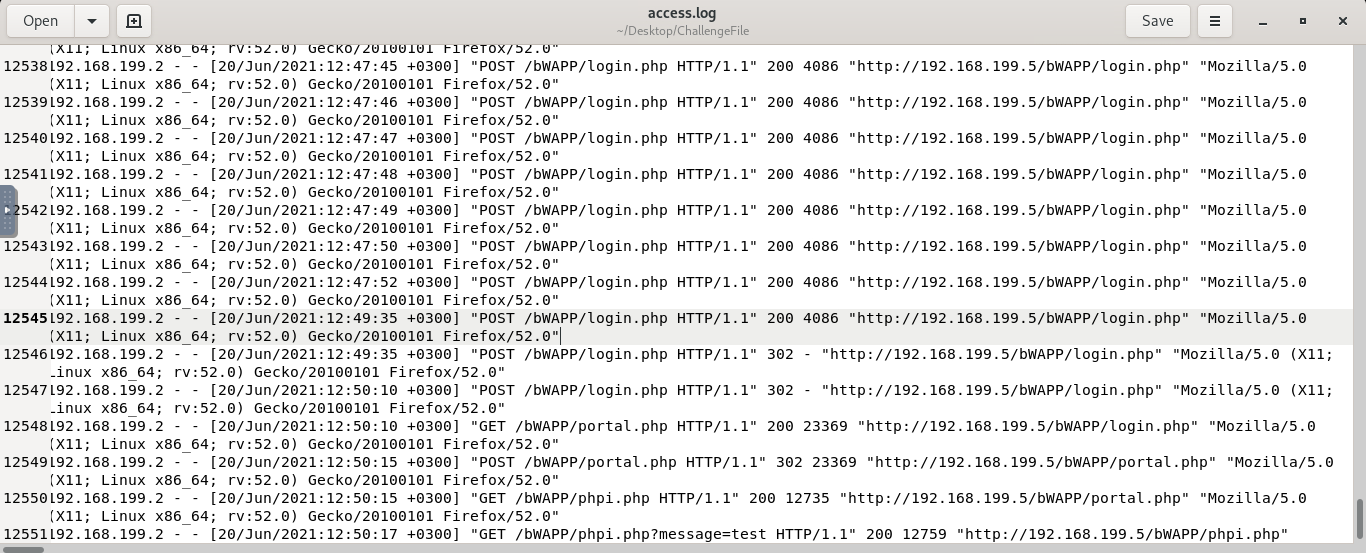 Open
access.log
~/Desktop/ChallengeFile
Save
(X11; Linux x86_64; rv:52.0) Gecko/20100101 Firefox/52.0"
12538 92.168.199.2 - - [20/Jun/2021:12:47:45 +0300] "POST /bWAPP/login.php HTTP/1.1" 200 4086 "http://192.168.199.5/bWAPP/login.php" "Mozilla/5.0
(X11; Linux x86_64; rv:52.0) Gecko/20100101 Firefox/52.0"
12539 92.168.199.2 - - [20/Jun/2021:12:47:46 +0300] "POST /bWAPP/login.php HTTP/1.1" 200 4086 "http://192.168.199.5/bWAPP/login.php" "Mozilla/5.0
(X11; Linux x86_64; rv:52.0) Gecko/20100101 Firefox/52.0"
12540 92.168.199.2 - - [20/Jun/2021:12:47:47 +0300] "POST /bWAPP/login.php HTTP/1.1" 200 4086 "http://192.168.199.5/bWAPP/login.php" "Mozilla/5.0
(X11; Linux x86_64; rv:52.0) Gecko/20100101 Firefox/52.0"
12541 92.168.199.2 - - [20/Jun/2021:12:47:48 +0300] "POST /bWAPP/login.php HTTP/1.1" 200 4086 "http://192.168.199.5/bWAPP/login.php" "Mozilla/5.0
(X11; Linux x86_64; rv:52.0) Gecko/20100101 Firefox/52.0"
2542 92.168.199.2 - - [20/Jun/2021:12:47:49 +0300] "POST /bWAPP/login.php HTTP/1.1" 200 4086 "http://192.168.199.5/bWAPP/login.php" "Mozilla/5.0
(X11; Linux x86_64; rv:52.0) Gecko/20100101 Firefox/52.0"
12543 92.168.199.2 - - [20/Jun/2021:12:47:50 +0300] "POST /bWAPP/login.php HTTP/1.1" 200 4086 "http://192.168.199.5/bWAPP/login.php" "Mozilla/5.0
(X11; Linux x86_64; rv:52.0) Gecko/20100101 Firefox/52.0"
12544 92.168.199.2 - - [20/Jun/2021:12:47:52 +0300] "POST /bWAPP/login.php HTTP/1.1" 200 4086 "http://192.168.199.5/bWAPP/login.php" "Mozilla/5.0
(X11; Linux x86_64; rv:52.0) Gecko/20100101 Firefox/52.0"
12545 92.168.199.2 - - [20/Jun/2021:12:49:35 +0300] "POST /bWAPP/login.php HTTP/1.1" 200 4086 "http://192.168.199.5/bWAPP/login.php" "Mozilla/5.0
(X11; Linux x86_64; rv:52.0) Gecko/20100101 Firefox/52.0"
12546 92.168.199.2 - - [20/Jun/2021:12:49:35 +0300] "POST /bWAPP/login.php HTTP/1.1" 302 - "http://192.168.199.5/bWAPP/login.php" "Mozilla/5.0 (X11;
Linux x86_64; rv:52.0) Gecko/20100101 Firefox/52.0"
12547 92.168.199.2 - - [20/Jun/2021:12:50:10 +0300] "POST /bWAPP/login.php HTTP/1.1" 302 - "http://192.168.199.5/bWAPP/login.php" "Mozilla/5.0 (X11;
Linux x86_64; rv:52.0) Gecko/20100101 Firefox/52.0"
12548 92.168.199.2 - - [20/Jun/2021:12:50:10 +0300] "GET /bWAPP/portal.php HTTP/1.1" 200 23369 "http://192.168.199.5/bWAPP/login.php" "Mozilla/5.0
(X11; Linux x86_64; rv:52.0) Gecko/20100101 Firefox/52.0"
12549 92.168.199.2 - - [20/Jun/2021:12:50:15 +0300] "POST /bWAPP/portal.php HTTP/1.1" 302 23369 "http://192.168.199.5/bWAPP/portal.php" "Mozilla/5.0
(X11; Linux x86_64; rv:52.0) Gecko/20100101 Firefox/52.0"
12550 92.168.199.2 - - [20/Jun/2021:12:50:15 +0300] "GET /bWAPP/phpi.php HTTP/1.1" 200 12735 "http://192.168.199.5/bWAPP/portal.php" "Mozilla/5.0
(X11; Linux x86_64; rv:52.0) Gecko/20100101 Firefox/52.0"
12551 92.168.199.2 - - [20/Jun/2021:12:50:17 +0300] "GET /bWAPP/phpi.php?message=test HTTP/1.1" 200 12759 "http://192.168.199.5/bWAPP/phpi.php"